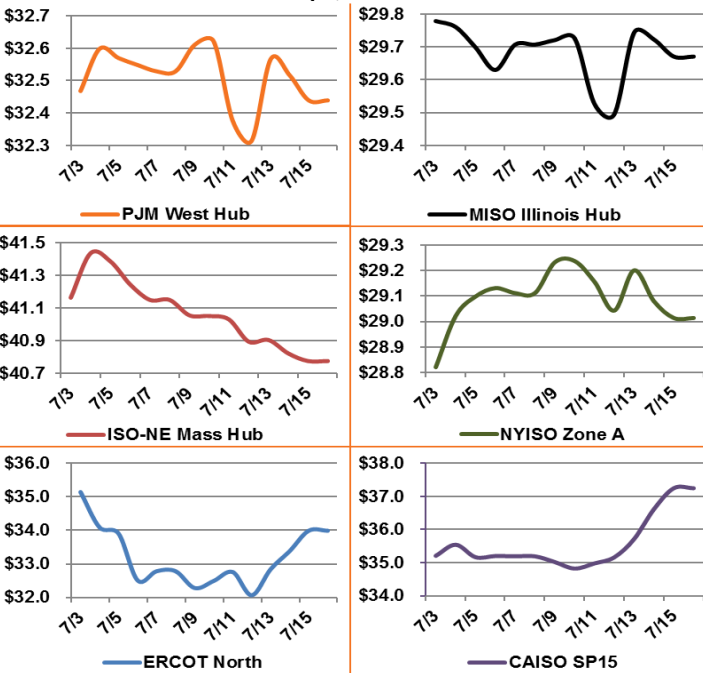 $32.7
$32.6
$32.5
$32.4
$32.3
7/3 7/5 7/7 7/9 7/11 7/13 7/15
PJM West Hub
$29.8
$29.7
$29.6
$29.5
$29.4
7/3 7/5 7/7 7/9 7/11 7/13 7/15
MISO Illinois Hub
$41.5
$41.3
$41.1
$40.9
$40.7
7/3 7/5 7/7 7/9 7/11 7/13 7/15
ISO-NE Mass Hub
$29.3
$29.2
$29.1
$29.0
$28.9
$28.8
7/3 7/5 7/7 7/9 7/11 7/13 7/15
NYISO Zone A
$36.0
$35.0
$34.0
$33.0
$32.0
7/3 7/5 7/7 7/9 7/11 7/13 7/15
ERCOT North
$38.0
$37.0
$36.0
$35.0
$34.0
7/3 7/5 7/7 7/9 7/11 7/13 7/15
CAISO SP15